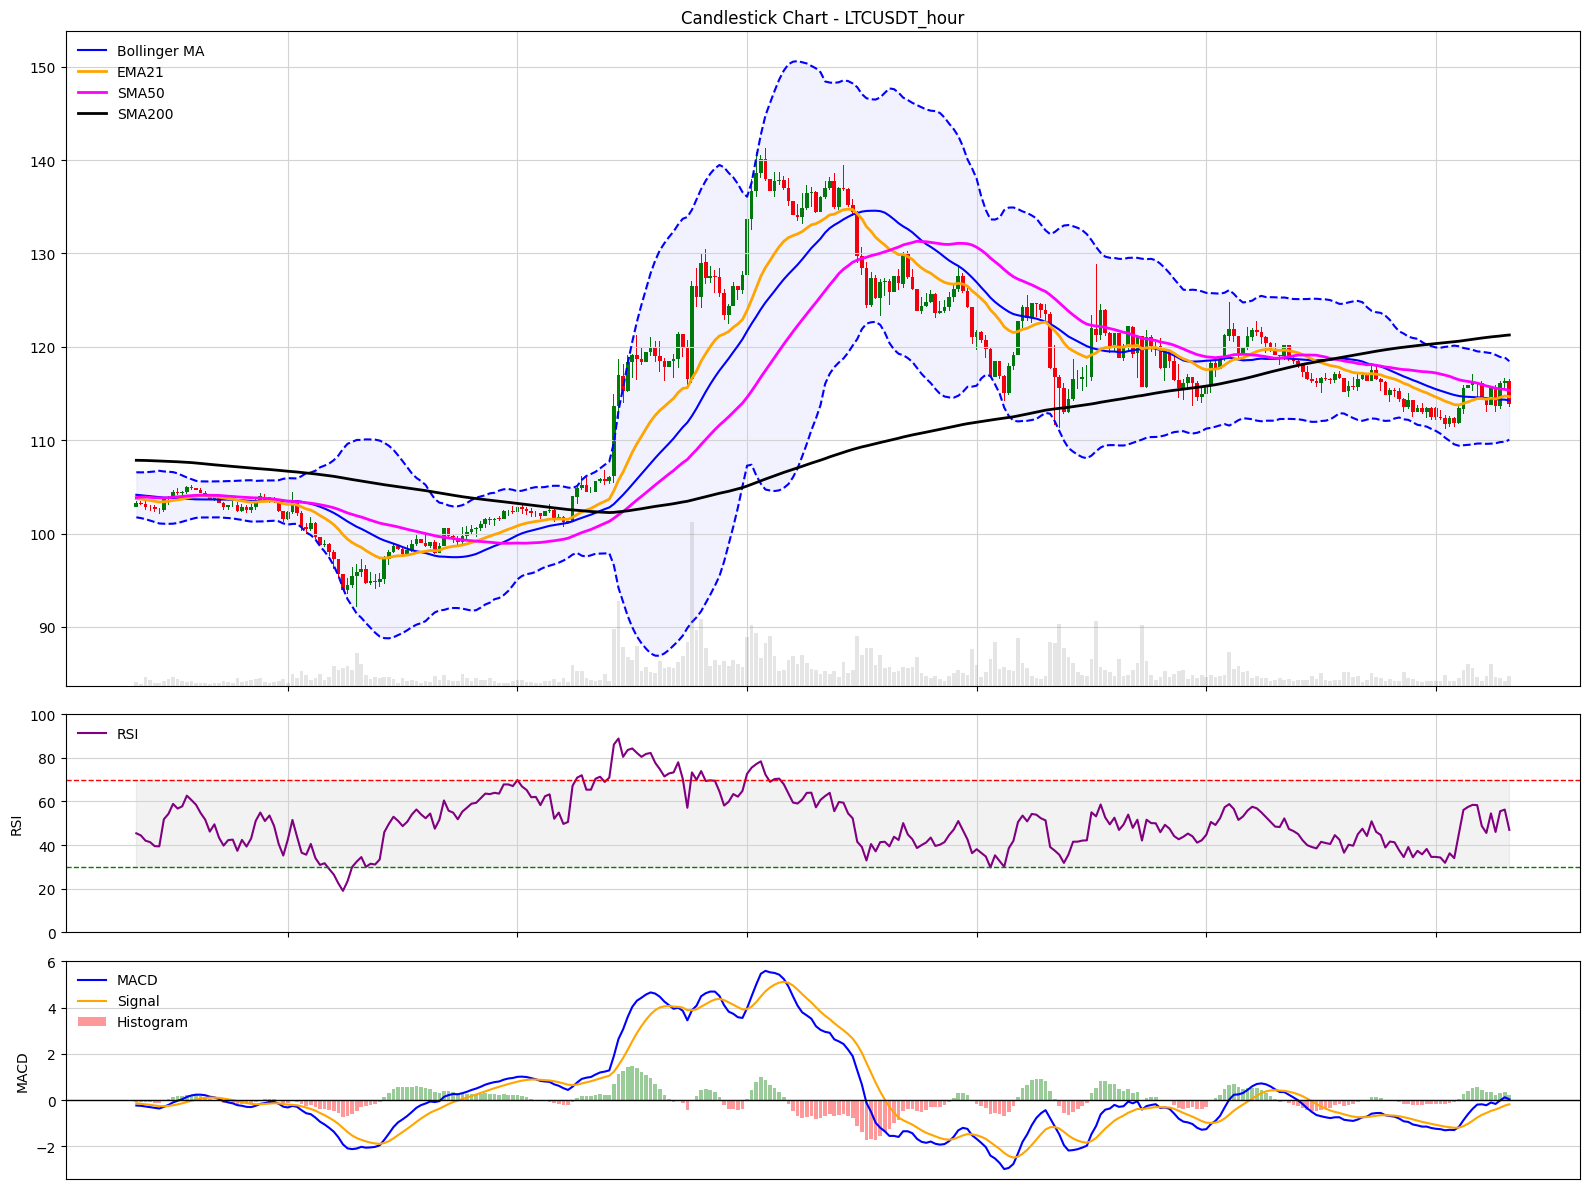 Candlestick Chart - LTCUSDT_hour
Bollinger MA
EMA21
SMA50
SMA200
150
140
130
120
110
100
90
RSI
100
80
60
40
20
0
RSI
MACD
Signal
Histogram
6
4
2
0
−2
MACD